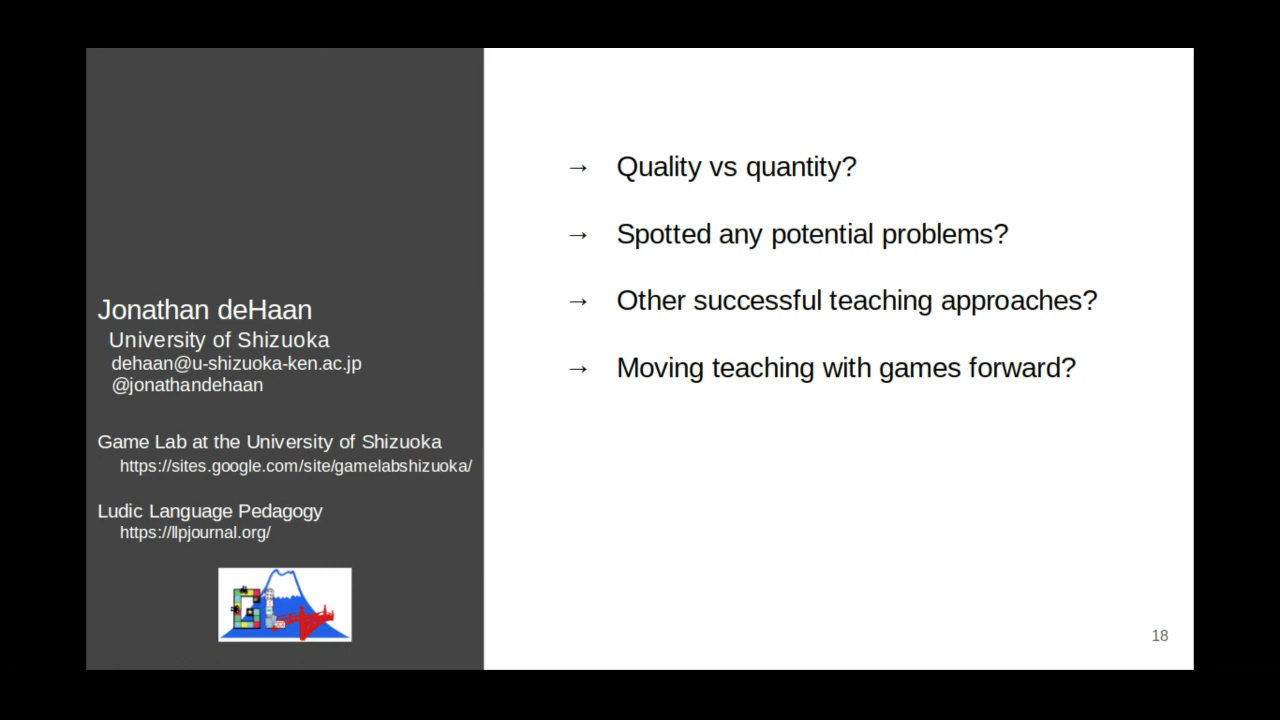 Jonathan deHaan
University of Shizuoka
dehaan@u-shizuoka-ken.ac.jp
@jonathandehaan
Game Lab at the University of Shizuoka
https://sites.google.com/site/gamelabshizuoka/
Ludic Language Pedagogy
https://llpjournal.org/
→ Quality vs quantity?
→ Spotted any potential problems?
→ Other successful teaching approaches?
→ Moving teaching with games forward?
18